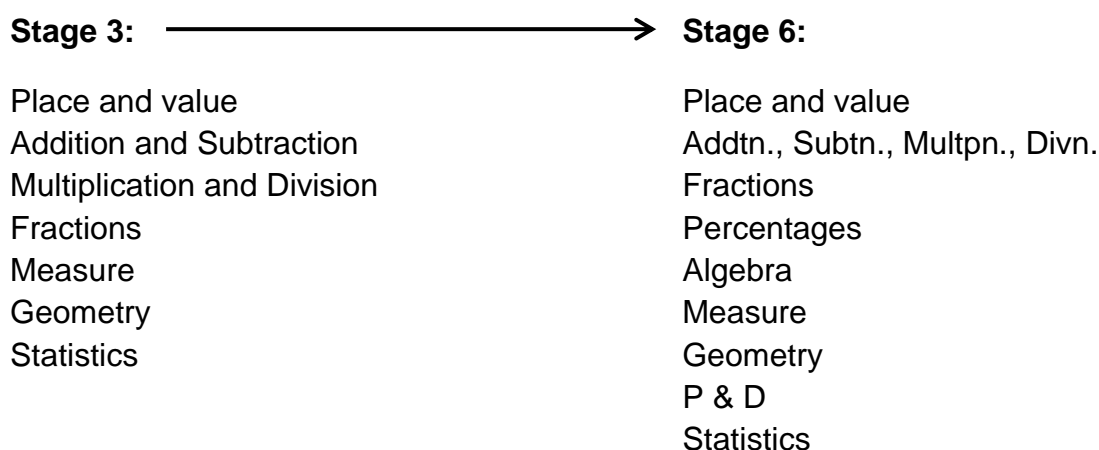 Stage 3:
Place and value
Addition and Subtraction
Multiplication and Division
Fractions
Measure
Geometry
Statistics
Stage 6:
Place and value
Addtn., Subtn., Multpn., Divn.
Fractions
Percentages
Algebra
Measure
Geometry
P & D
Statistics